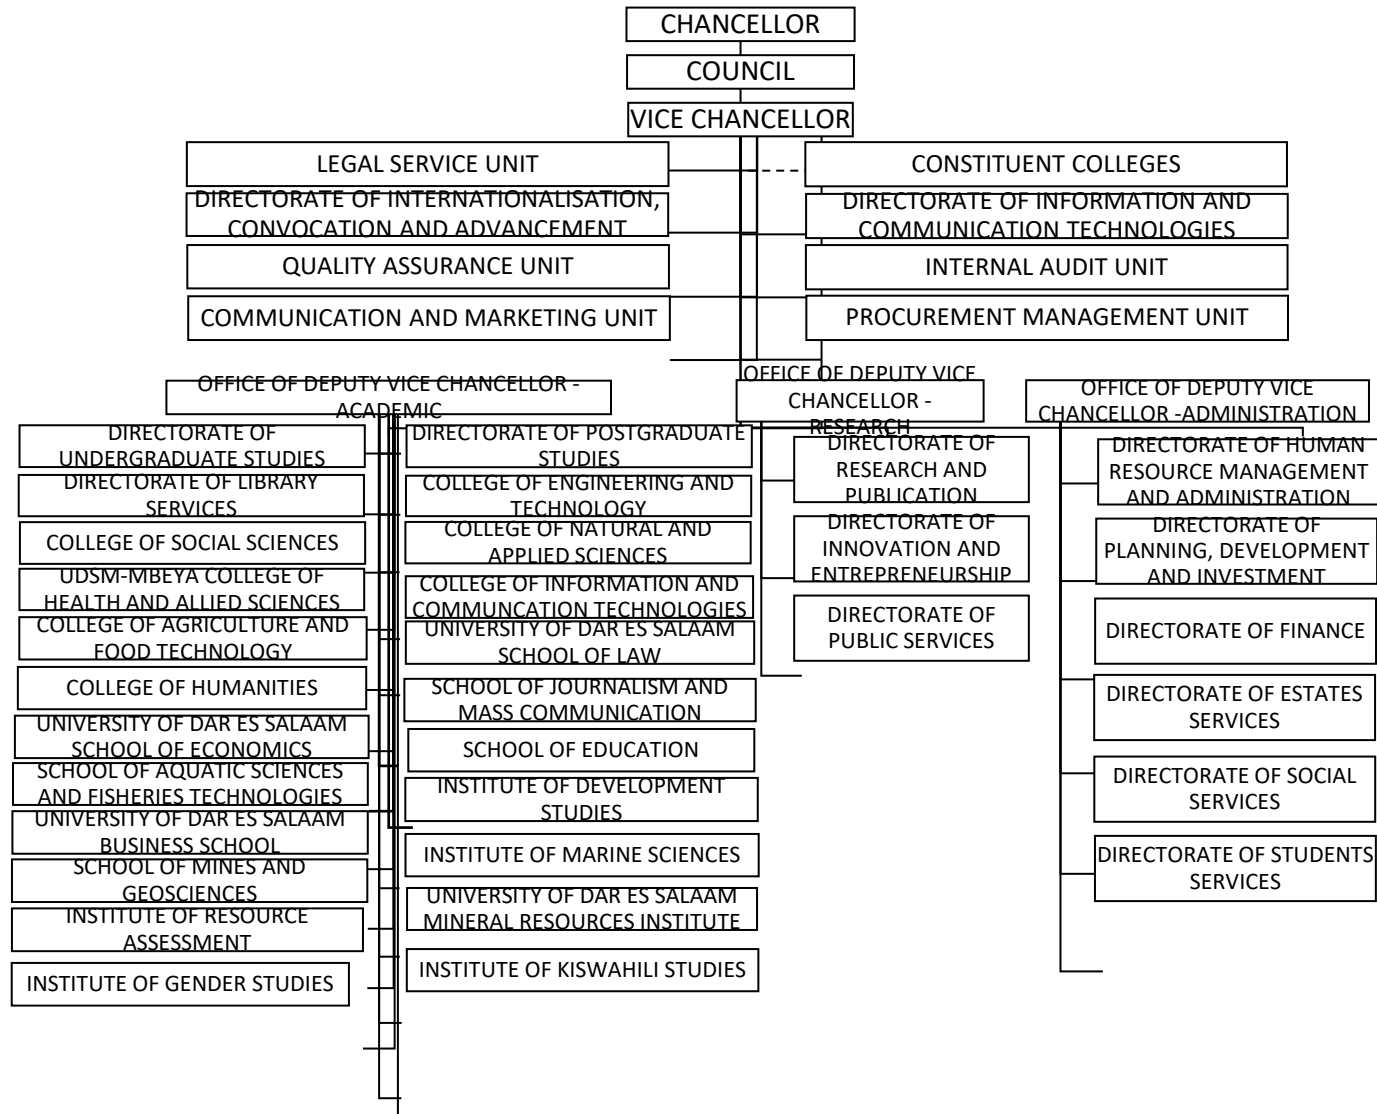 CHANCELLOR
COUNCIL
VICE CHANCELLOR
LEGAL SERVICE UNIT
CONSTITUENT COLLEGES
DIRECTORATE OF INTERNATIONALISATION,
CONVOCATION AND ADVANCEMENT
DIRECTORATE OF INFORMATION AND
COMMUNICATION TECHNOLOGIES
QUALITY ASSURANCE UNIT
INTERNAL AUDIT UNIT
COMMUNICATION AND MARKETING UNIT
PROCUREMENT MANAGEMENT UNIT
OFFICE OF DEPUTY VICE CHANCELLOR -
ACADEMIC
OFFICE OF DEPUTY VICE
CHANCELLOR -
RESEARCH
OFFICE OF DEPUTY VICE
CHANCELLOR -ADMINISTRATION
DIRECTORATE OF
UNDERGRADUATE STUDIES
DIRECTORATE OF LIBRARY
SERVICES
COLLEGE OF SOCIAL SCIENCES
UDSM-MBEYA COLLEGE OF
HEALTH AND ALLIED SCIENCES
COLLEGE OF AGRICULTURE AND
FOOD TECHNOLOGY
COLLEGE OF HUMANITIES
UNIVERSITY OF DAR ES SALAAM
SCHOOL OF ECONOMICS
SCHOOL OF AQUATIC SCIENCES
AND FISHERIES TECHNOLOGIES
UNIVERSITY OF DAR ES SALAAM
BUSINESS SCHOOL
SCHOOL OF MINES AND
GEOSCIENCES
INSTITUTE OF RESOURCE
ASSESSMENT
INSTITUTE OF GENDER STUDIES
DIRECTORATE OF POSTGRADUATE
STUDIES
COLLEGE OF ENGINEERING AND
TECHNOLOGY
COLLEGE OF NATURAL AND
APPLIED SCIENCES
COLLEGE OF INFORMATION AND
COMMUNCATION TECHNOLOGIES
UNIVERSITY OF DAR ES SALAAM
SCHOOL OF LAW
SCHOOL OF JOURNALISM AND
MASS COMMUNICATION
SCHOOL OF EDUCATION
INSTITUTE OF DEVELOPMENT
STUDIES
INSTITUTE OF MARINE SCIENCES
UNIVERSITY OF DAR ES SALAAM
MINERAL RESOURCES INSTITUTE
INSTITUTE OF KISWAHILI STUDIES
DIRECTORATE OF
RESEARCH AND
PUBLICATION
DIRECTORATE OF
INNOVATION AND
ENTREPRENEURSHIP
DIRECTORATE OF
PUBLIC SERVICES
DIRECTORATE OF HUMAN
RESOURCE MANAGEMENT
AND ADMINISTRATION
DIRECTORATE OF
PLANNING, DEVELOPMENT
AND INVESTMENT
DIRECTORATE OF FINANCE
DIRECTORATE OF ESTATES
SERVICES
DIRECTORATE OF SOCIAL
SERVICES
DIRECTORATE OF STUDENTS
SERVICES